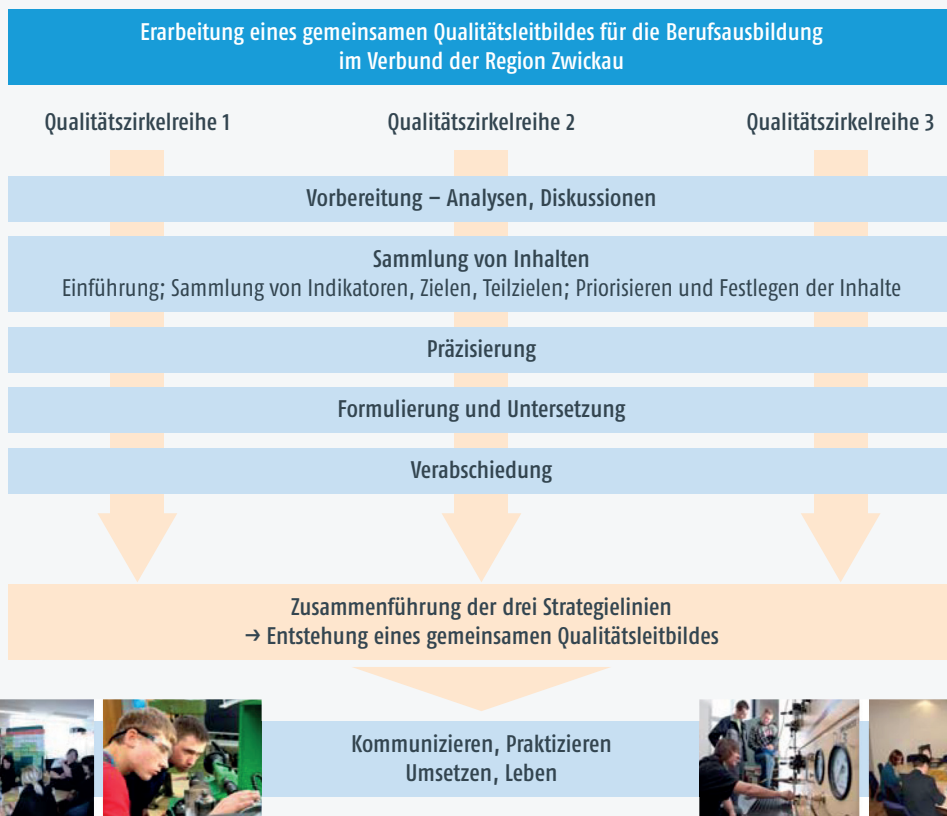 Erarbeitung eines gemeinsamen Qualitätsleitbildes für die Berufsausbildung
im Verbund der Region Zwickau
Qualitätszirkelreihe 1
Qualitätszirkelreihe 2
Qualitätszirkelreihe 3
Vorbereitung – Analysen, Diskussionen
Sammlung von Inhalten
Einführung; Sammlung von Indikatoren, Zielen, Teilzielen; Priorisieren und Festlegen der Inhalte
Präzisierung
Formulierung und Untersetzung
Verabschiedung
Zusammenführung der drei Strategielinien
→ Entstehung eines gemeinsamen Qualitätsleitbildes
Kommunizieren, Praktizieren
Umsetzen, Leben